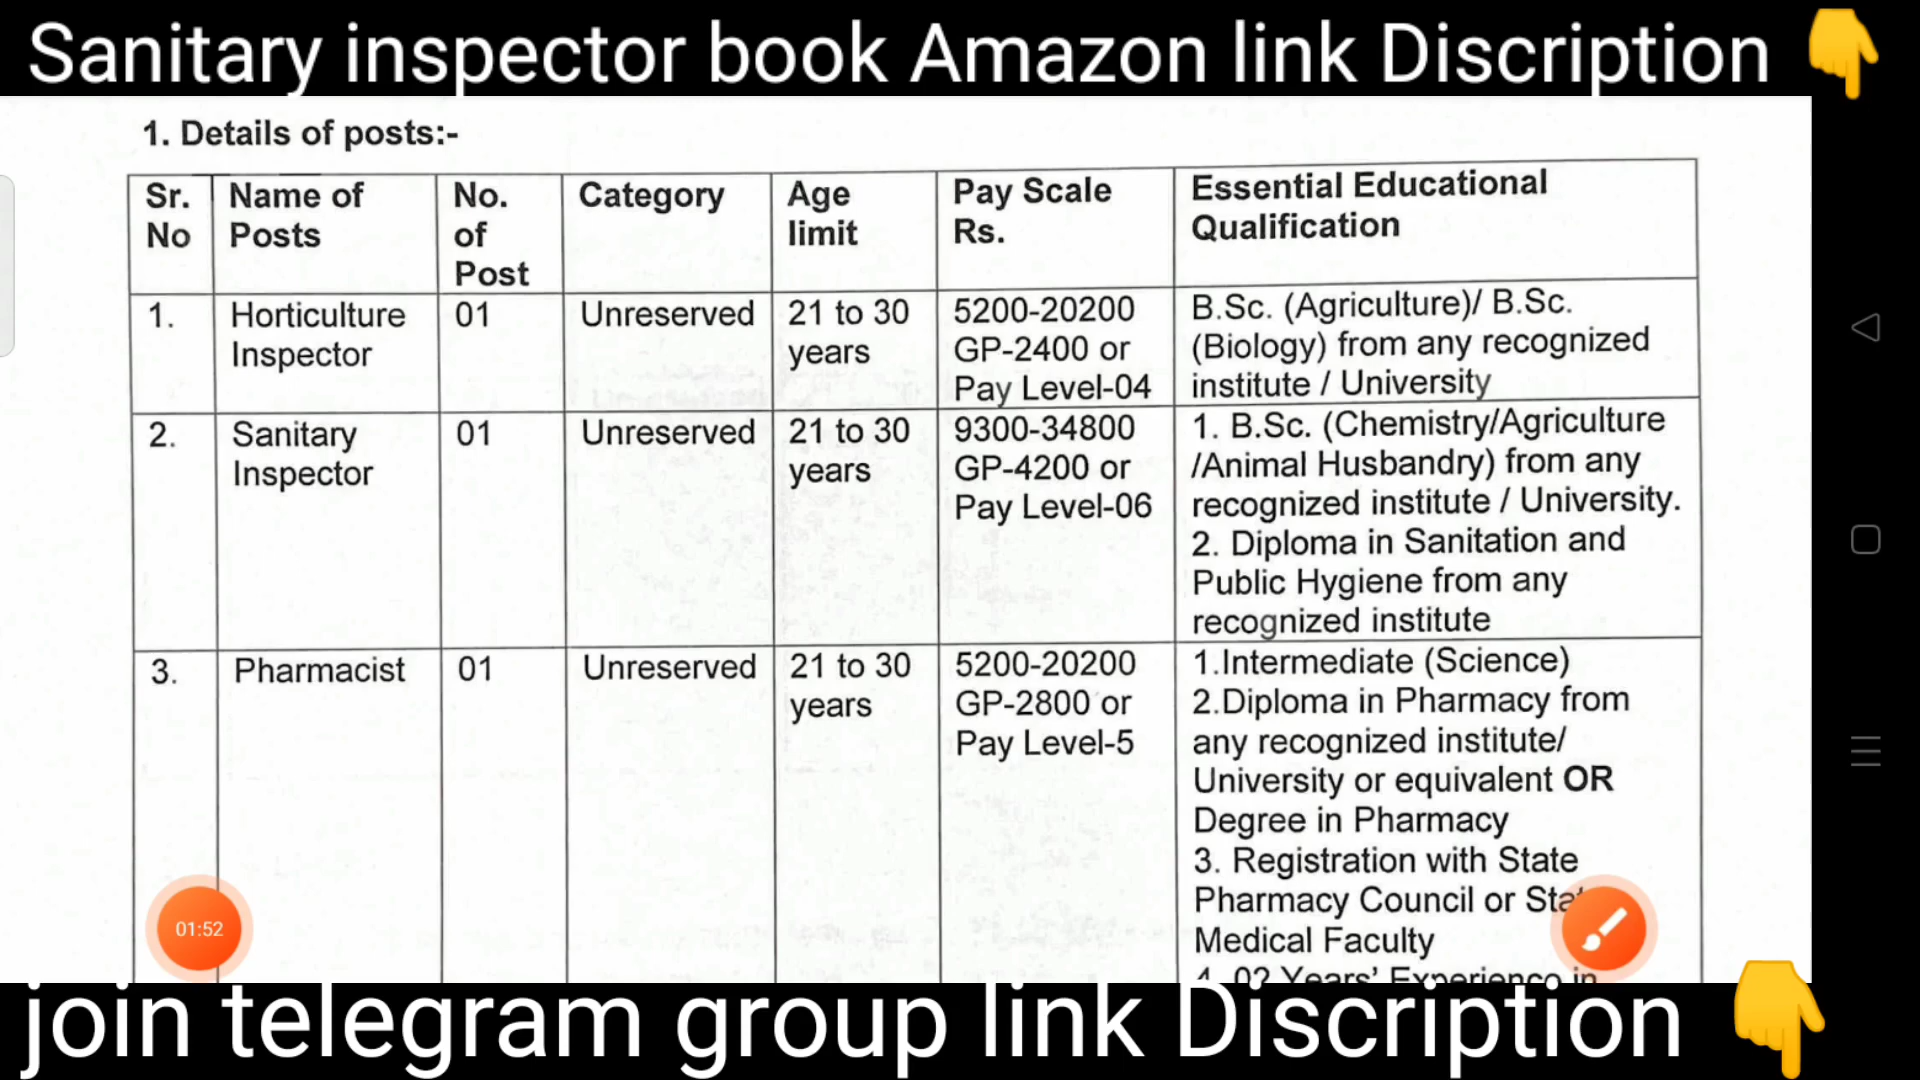 Sanitary inspector book Amazon link Discription 👇
1. Details of posts:-
Sr. No | Name of Posts | No. of Post | Category | Age limit | Pay Scale Rs. | Essential Educational Qualification
1. | Horticulture Inspector | 01 | Unreserved | 21 to 30 years | 5200-20200 GP-2400 or Pay Level-04 | B.Sc. (Agriculture)/ B.Sc. (Biology) from any recognized institute / University
2. | Sanitary Inspector | 01 | Unreserved | 21 to 30 years | 9300-34800 GP-4200 or Pay Level-06 | 1. B.Sc. (Chemistry/Agriculture /Animal Husbandry) from any recognized institute / University.
2. Diploma in Sanitation and Public Hygiene from any recognized institute
3. | Pharmacist | 01 | Unreserved | 21 to 30 years | 5200-20200 GP-2800 or Pay Level-5 | 1.Intermediate (Science)
2.Diploma in Pharmacy from any recognized institute/ University or equivalent OR Degree in Pharmacy
3. Registration with State Pharmacy Council or State Medical Faculty
4. 02 Years' Experience in
01:52
join telegram group link Discription 👇